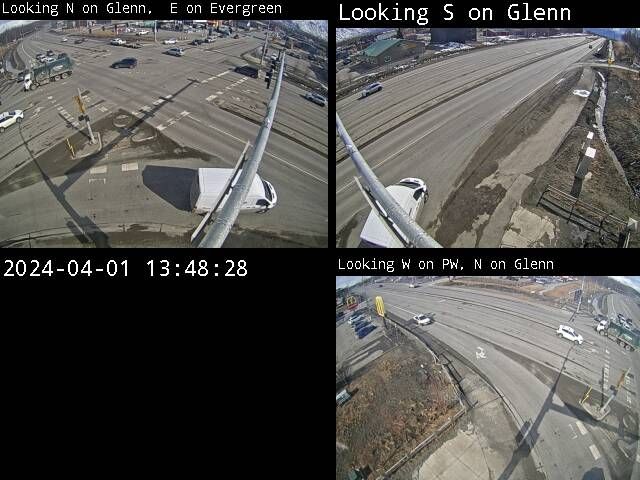 Looking N on Glenn,  E on Evergreen
Looking S on Glenn
2024-04-01 13:48:28
Looking W on PW, N on Glenn